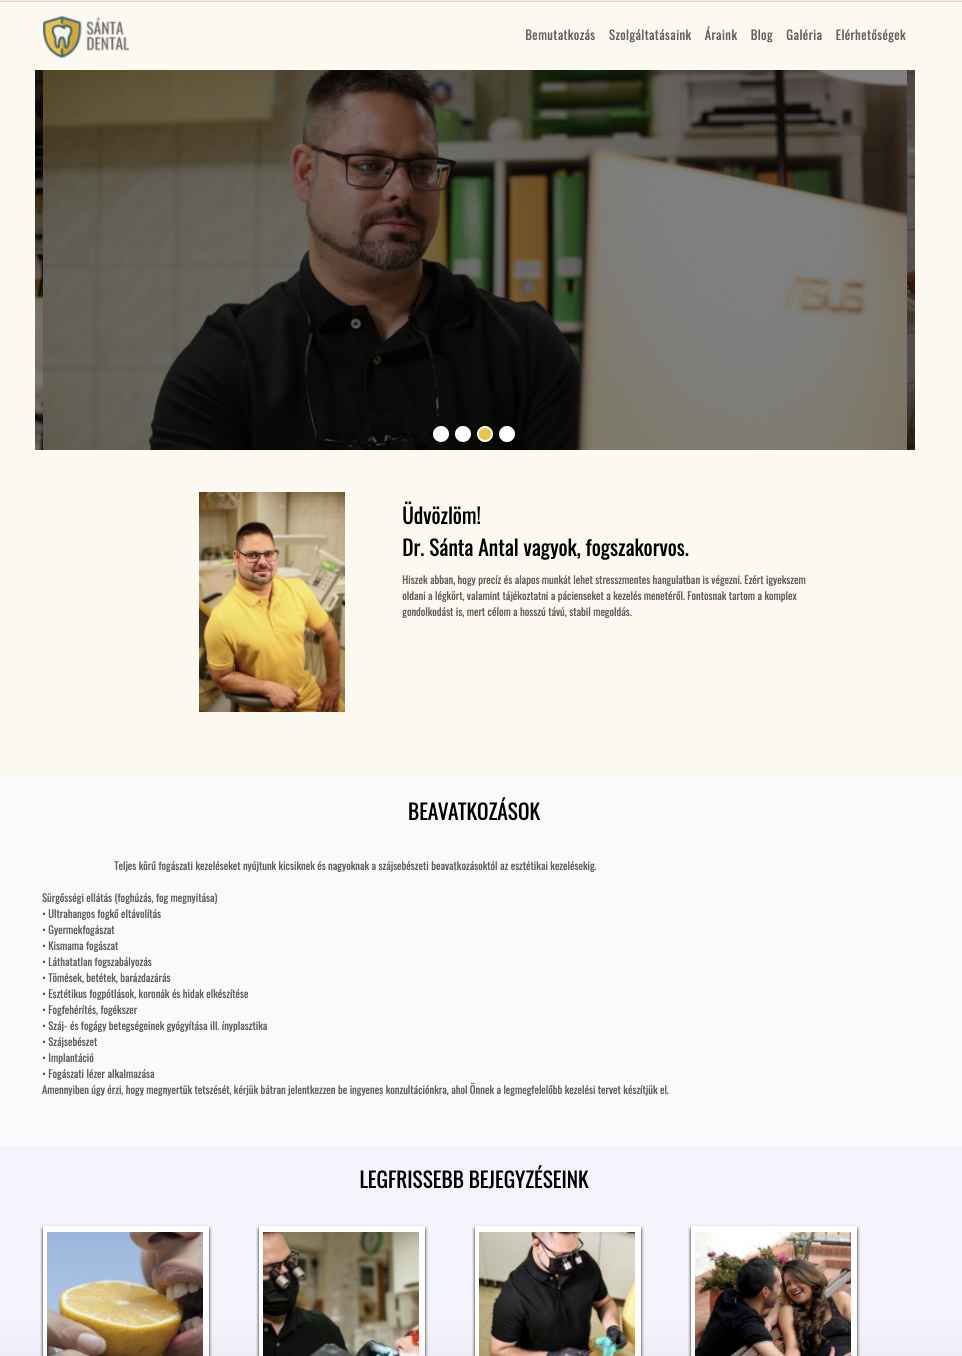 SÁNTA
DENTAL
Bemutatkozás Szolgáltatásaink Áraink Blog Galéria Elérhetőségek
ASUS
Üdvözlöm!
Dr. Sánta Antal vagyok, fogszakorvos.
Hiszek abban, hogy precíz és alapos munkát lehet stresszmentes hangulatban is végezni. Ezért igyekszem
oldani a légkört, valamint tájékoztatni a pácienseket a kezelés menetéről. Fontosnak tartom a komplex
gondolkodást is, mert célom a hosszú távú, stabil megoldás.
BEAVATKOZÁSOK
Teljes körű fogászati kezeléseket nyújtunk kicsiknek és nagyoknak a szájsebészeti beavatkozásoktól az esztétikai kezelésekig.
Sürgősségi ellátás (foghúzás, fog megnyitása)
• Ultrahangos fogkő eltávolítás
• Gyermekfogászat
• Kismama fogászat
• Láthatatlan fogszabályozás
• Tömések, betétek, barázdazárás
• Esztétikus fogpótlások, koronák és hidak elkészítése
• Fogfehérítés, fogékszer
• Száj- és fogágy betegségeinek gyógyítása ill. ínyplasztika
• Szájsebészet
• Implantáció
• Fogászati lézer alkalmazása
Amennyiben úgy érzi, hogy megnyertük tetszését, kérjük bátran jelentkezzen be ingyenes konzultációnkra, ahol Önnek a legmegfelelőbb kezelési tervet készítjük el.
LEGFRISSEBB BEJEGYZÉSEINK